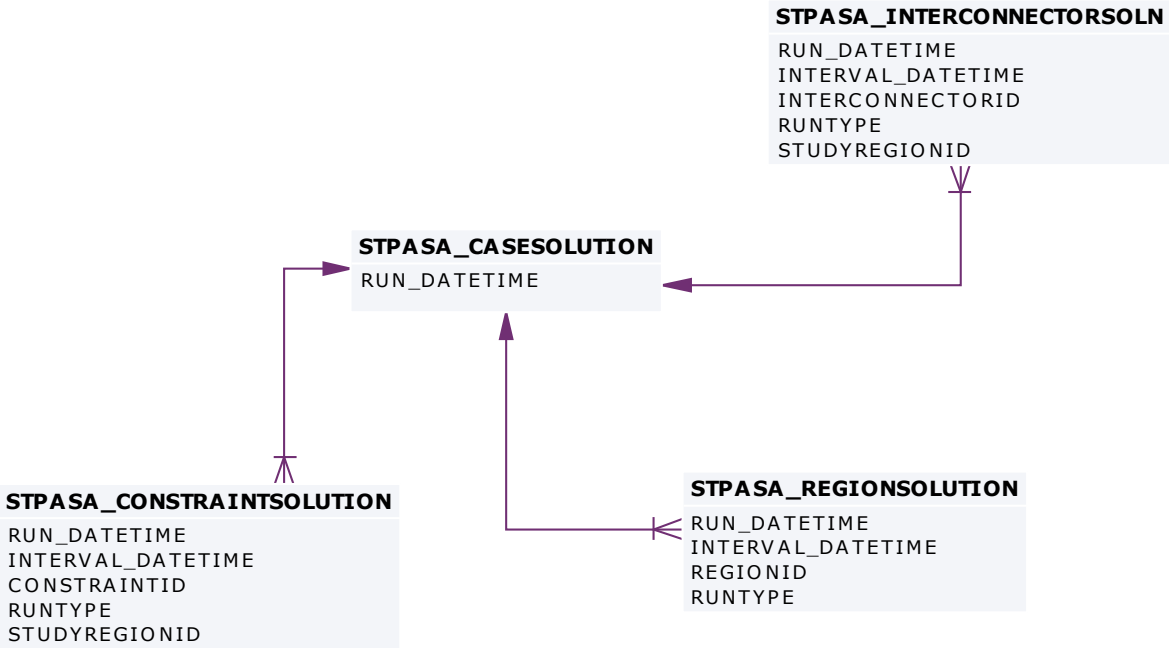 STPASA_INTERCONNECTORSOLN
RUN_DATETIME
INTERVAL_DATETIME
INTERCONNECTORID
RUNTYPE
STUDYREGIONID
STPASA_CASESOLUTION
RUN_DATETIME
STPASA_CONSTRAINTSOLUTION
RUN_DATETIME
INTERVAL_DATETIME
CONSTRAINTID
RUNTYPE
STUDYREGIONID
STPASA_REGIONSOLUTION
RUN_DATETIME
INTERVAL_DATETIME
REGIONID
RUNTYPE